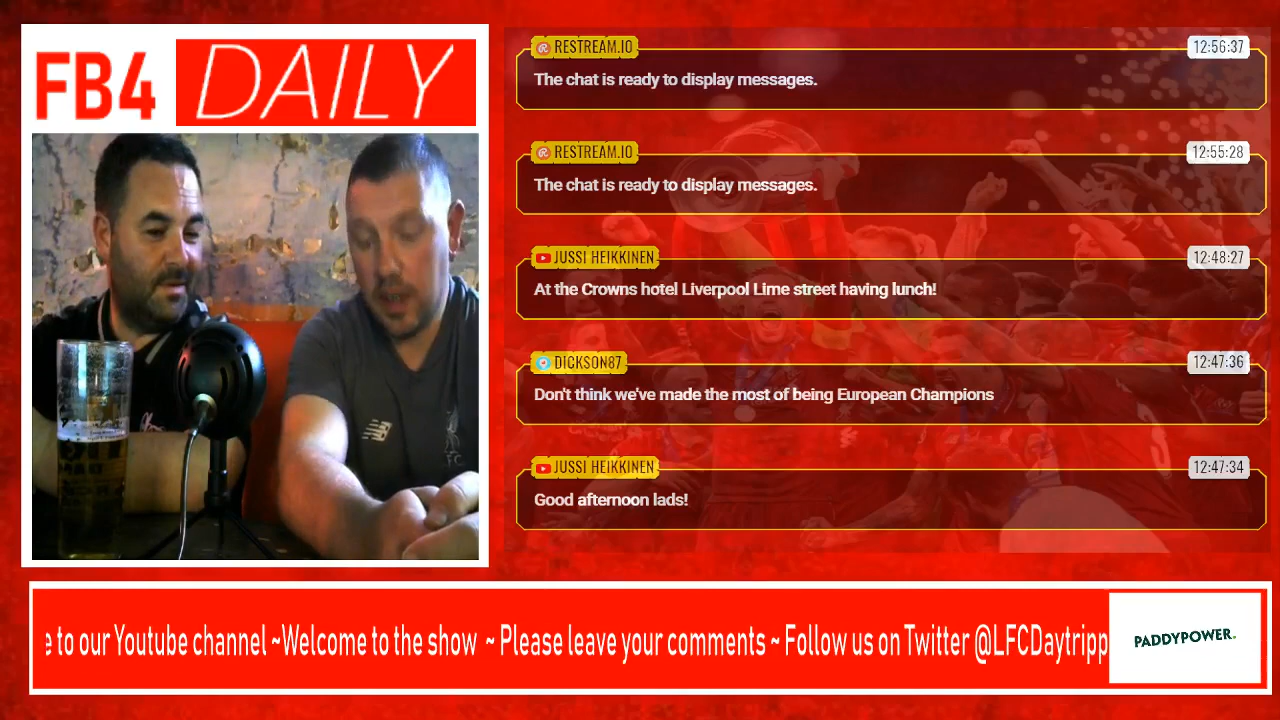 FB4 DAILY
RESTREAM.IO 12:56:37
The chat is ready to display messages.
RESTREAM.IO 12:55:28
The chat is ready to display messages.
JUSSI HEIKKINEN 12:48:27
At the Crowns hotel Liverpool Lime street having lunch!
DICKSON87 12:47:36
Don't think we've made the most of being European Champions
JUSSI HEIKKINEN 12:47:34
Good afternoon lads!
LFC
e to our Youtube channel ~Welcome to the show ~ Please leave your comments ~ Follow us on Twitter @LFCDaytripp
PADDYPOWER.